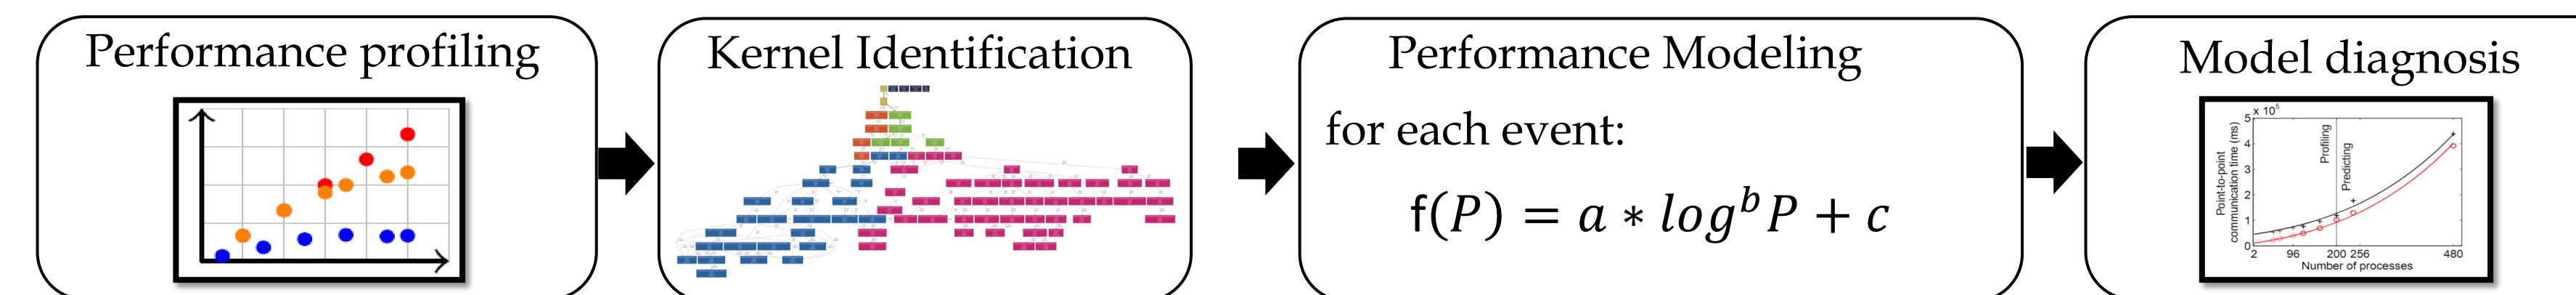 Performance profiling
Kernel Identification
Performance Modeling
for each event:
f(P) = a * log^b P + c
Model diagnosis
x 10^5
5
4
3
2
1
0
Point-to-point
communication time (ms)
Profiling
Predicting
2 96 200 256 480
Number of processes